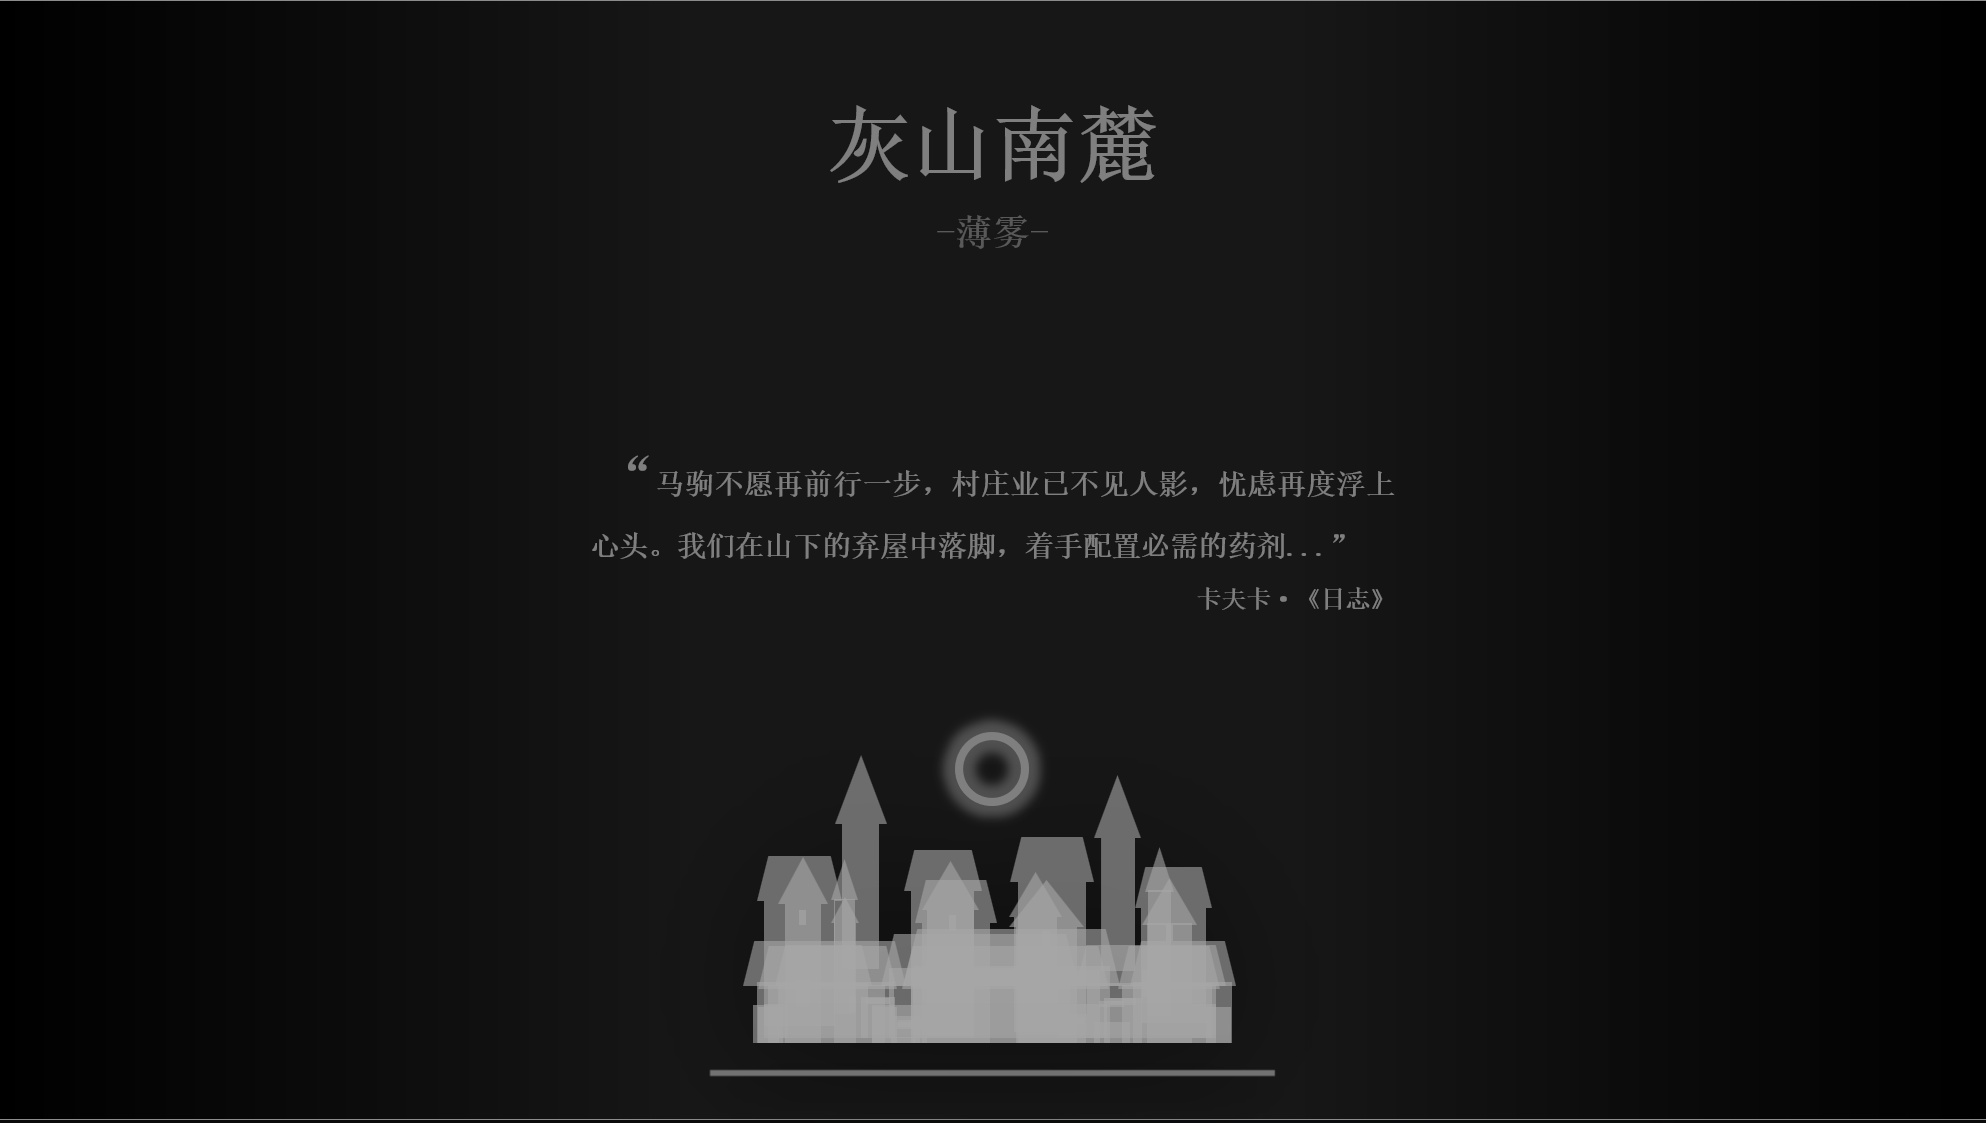 灰山南麓
–薄雾–
“马驹不愿再前行一步，村庄业已不见人影，忧虑再度浮上
心头。我们在山下的弃屋中落脚，着手配置必需的药剂...”
卡夫卡•《日志》